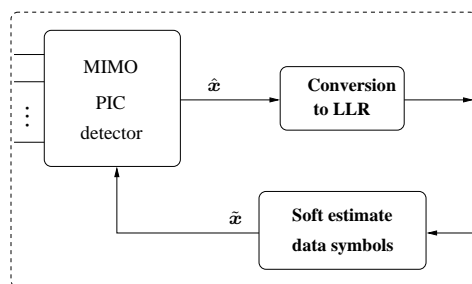 MIMO
PIC
detector
⋮
x̂
Conversion
to LLR
x̃
Soft estimate
data symbols